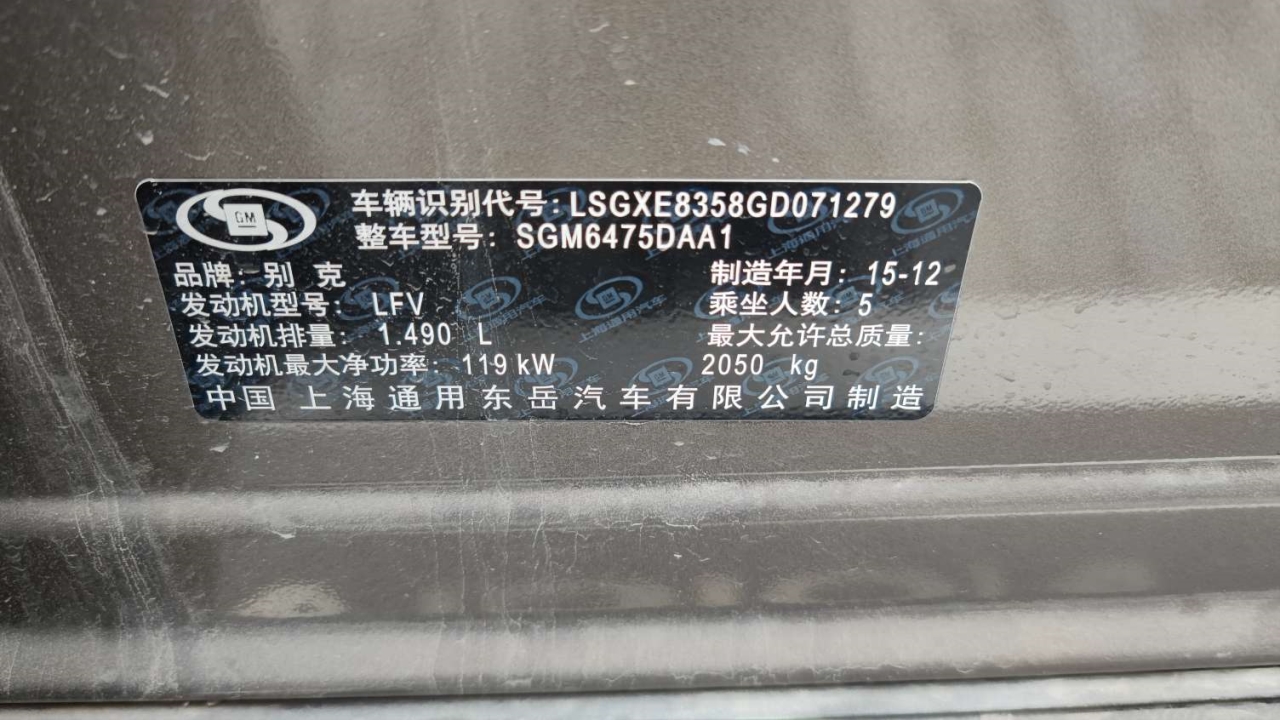 GM
车辆识别代号：LSGXE8358GD071279
整车型号：SGM6475DAA1
品牌：别 克 制造年月：15-12
发动机型号：LFV 乘坐人数：5
发动机排量：1.490 L 最大允许总质量：
发动机最大净功率：119 kW 2050 kg
中国 上海通用东岳汽车有限公司制造